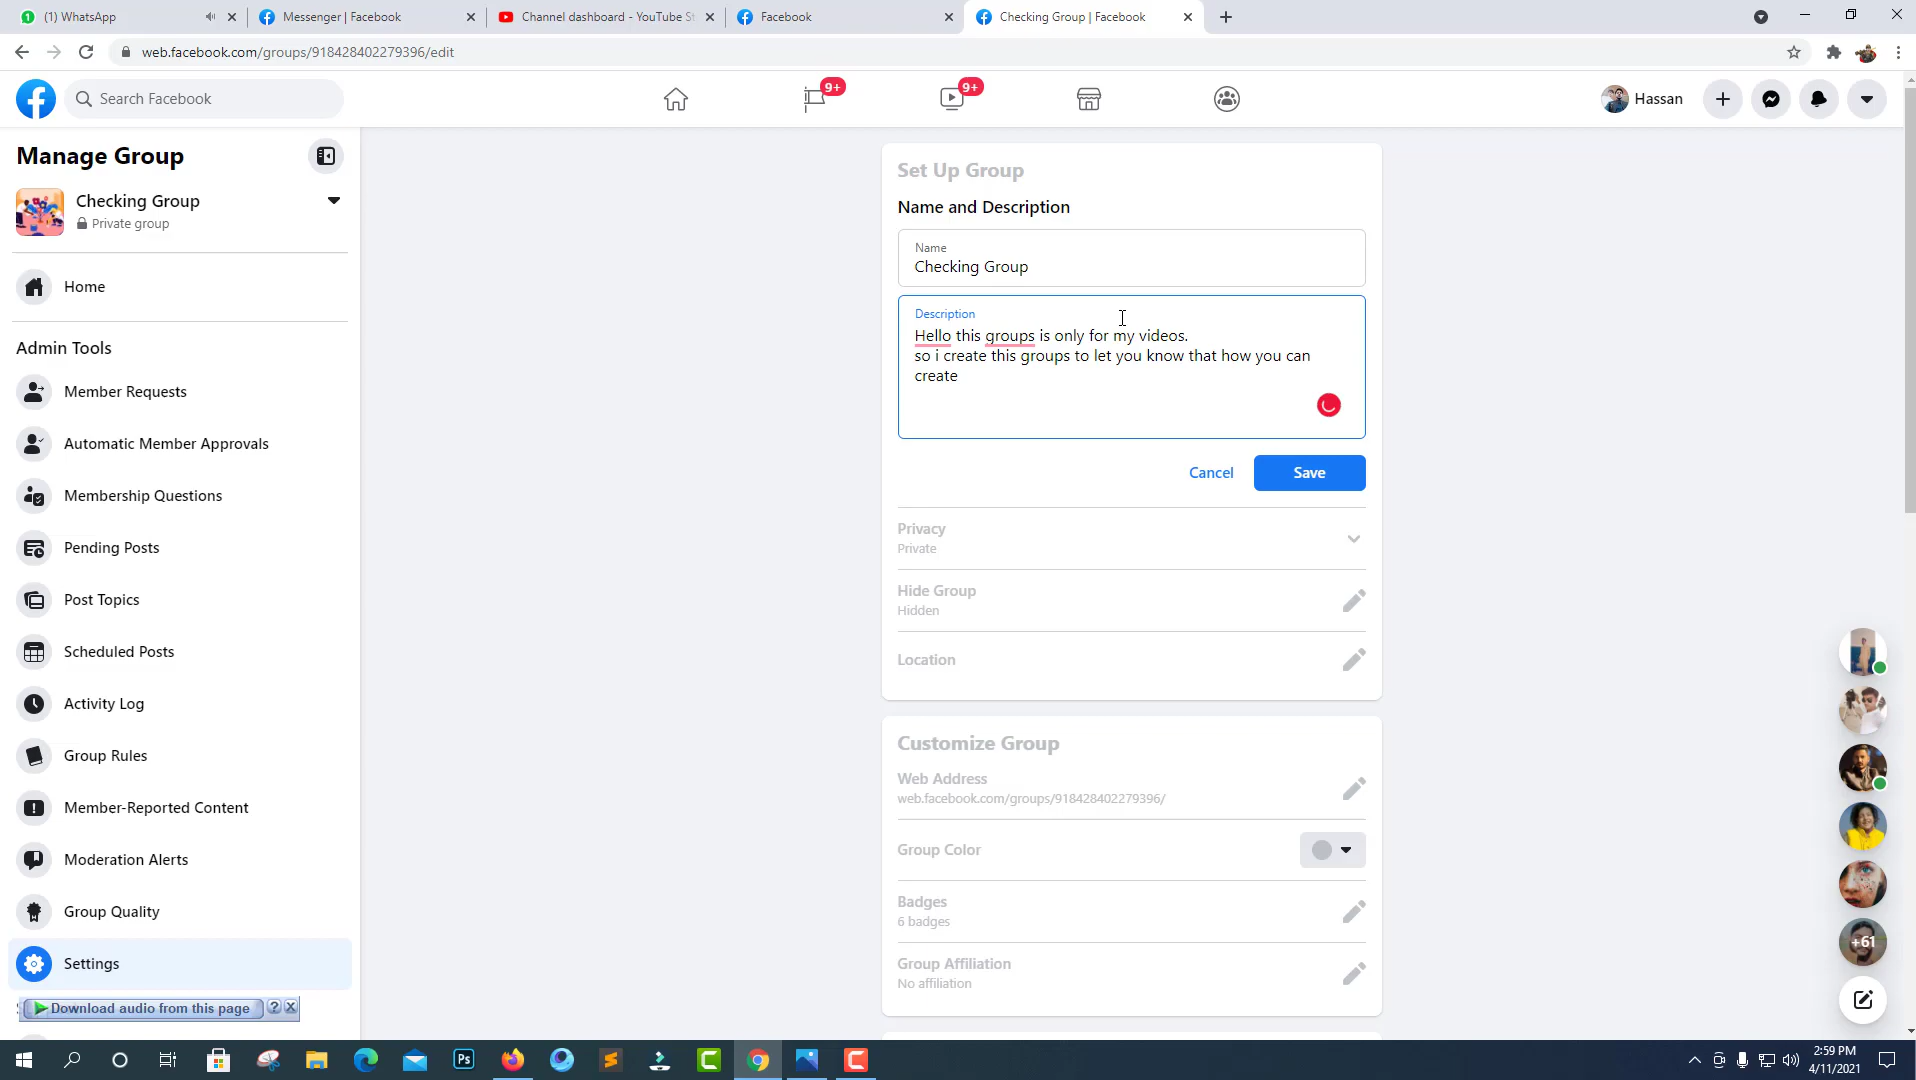 (1) WhatsApp
Messenger | Facebook
Channel dashboard - YouTube St
Facebook
Checking Group | Facebook
web.facebook.com/groups/918428402279396/edit
Search Facebook
9+
9+
Hassan
Manage Group
Checking Group
Private group
Home
Admin Tools
Member Requests
Automatic Member Approvals
Membership Questions
Pending Posts
Post Topics
Scheduled Posts
Activity Log
Group Rules
Member-Reported Content
Moderation Alerts
Group Quality
Settings
Download audio from this page
Set Up Group
Name and Description
Name
Checking Group
Description
Hello this groups is only for my videos.
so i create this groups to let you know that how you can
create
Cancel
Save
Privacy
Private
Hide Group
Hidden
Location
Customize Group
Web Address
web.facebook.com/groups/918428402279396/
Group Color
Badges
6 badges
Group Affiliation
No affiliation
+61
Ps
2:59 PM
4/11/2021